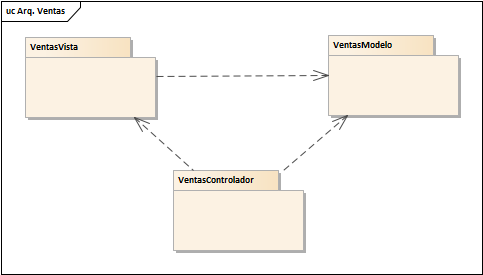 uc Arq. Ventas
VentasVista
VentasModelo
VentasControlador